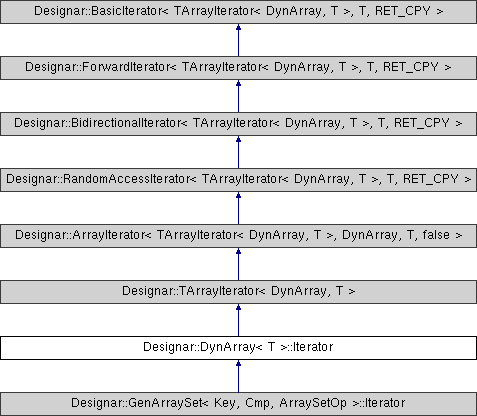 Designar::BasicIterator< TArrayIterator< DynArray, T >, T, RET_CPY >
Designar::ForwardIterator< TArrayIterator< DynArray, T >, T, RET_CPY >
Designar::BidirectionalIterator< TArrayIterator< DynArray, T >, T, RET_CPY >
Designar::RandomAccessIterator< TArrayIterator< DynArray, T >, T, RET_CPY >
Designar::ArrayIterator< TArrayIterator< DynArray, T >, DynArray, T, false >
Designar::TArrayIterator< DynArray, T >
Designar::DynArray< T >::Iterator
Designar::GenArraySet< Key, Cmp, ArraySetOp >::Iterator